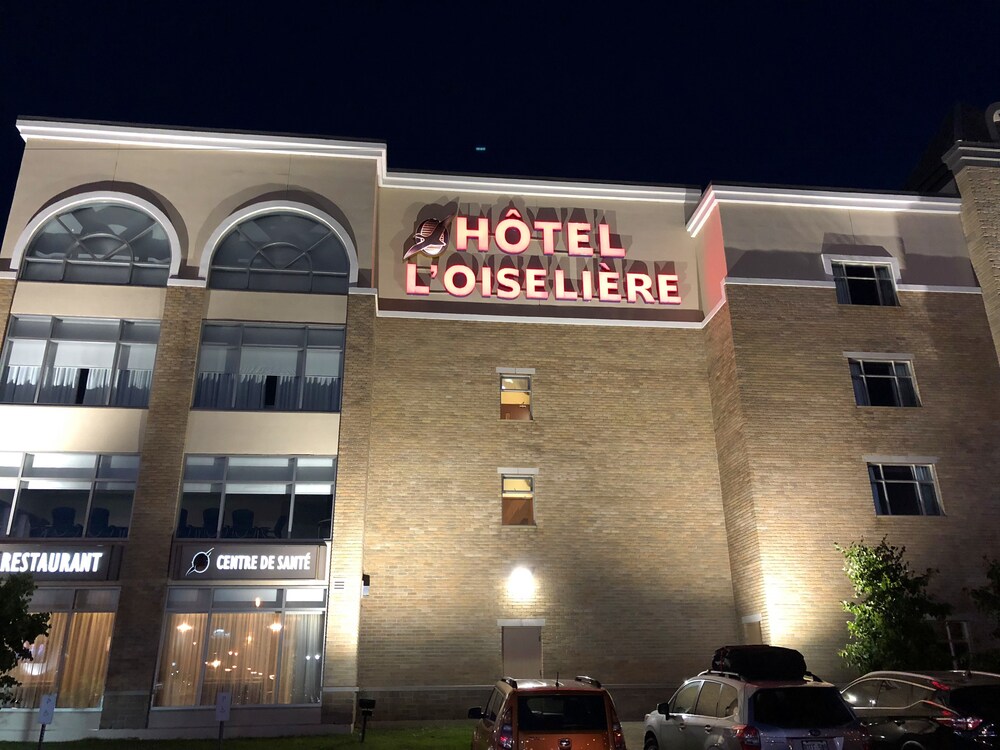 HÔTEL
L'OISELIÈRE
RESTAURANT
CENTRE DE SANTÉ